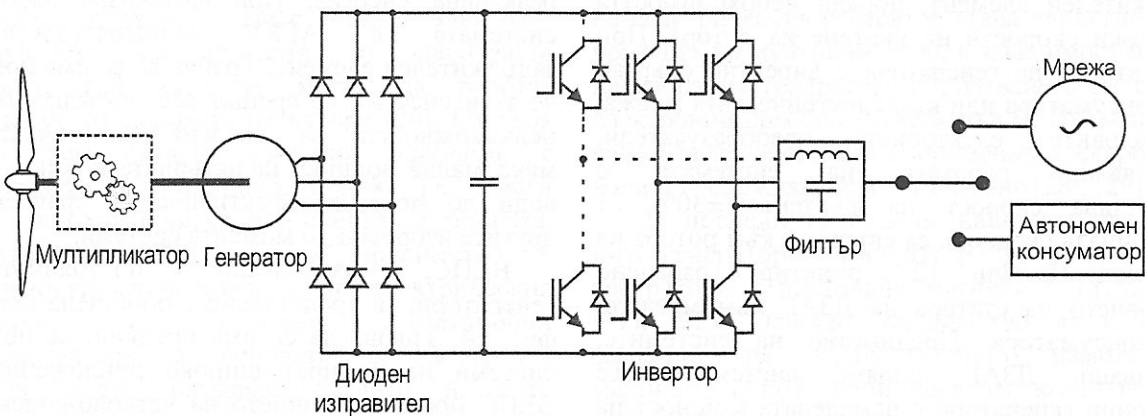 Мрежа
Мултипликатор
Генератор
Филтър
Автономен
консуматор
Диоден
изправител
Инвертор